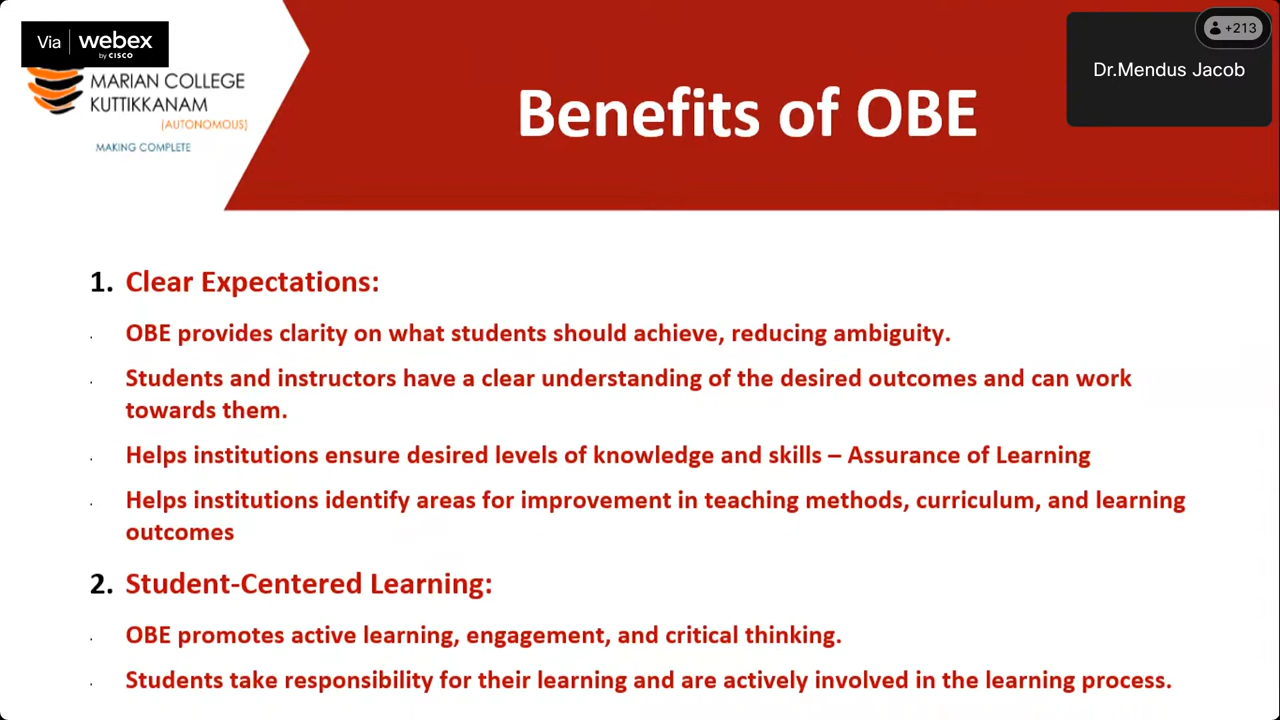 Via webex
by CISCO
+213
Dr.Mendus Jacob
MARIAN COLLEGE
KUTTIKKANAM
(AUTONOMOUS)
MAKING COMPLETE
Benefits of OBE
1. Clear Expectations:
· OBE provides clarity on what students should achieve, reducing ambiguity.
· Students and instructors have a clear understanding of the desired outcomes and can work
towards them.
· Helps institutions ensure desired levels of knowledge and skills – Assurance of Learning
· Helps institutions identify areas for improvement in teaching methods, curriculum, and learning
outcomes
2. Student-Centered Learning:
· OBE promotes active learning, engagement, and critical thinking.
· Students take responsibility for their learning and are actively involved in the learning process.